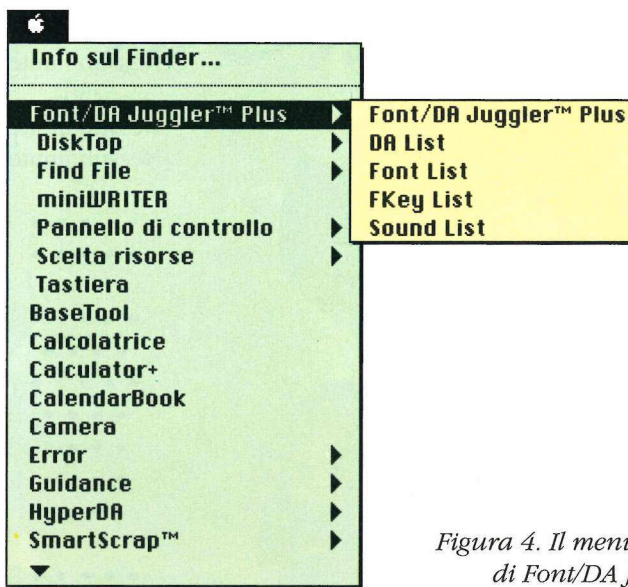 Info sul Finder...
Font/DA Juggler™ Plus
DiskTop
Find File
miniWRITER
Pannello di controllo
Scelta risorse
Tastiera
BaseTool
Calcolatrice
Calculator+
CalendarBook
Camera
Error
Guidance
HyperDA
SmartScrap™
Font/DA Juggler™ Plus
DA List
Font List
FKey List
Sound List
Figura 4. Il menu
di Font/DA